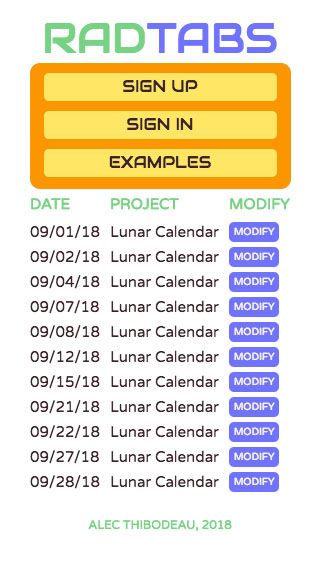 RADTABS
SIGN UP
SIGN IN
EXAMPLES
DATE PROJECT MODIFY
09/01/18 Lunar Calendar MODIFY
09/02/18 Lunar Calendar MODIFY
09/04/18 Lunar Calendar MODIFY
09/07/18 Lunar Calendar MODIFY
09/08/18 Lunar Calendar MODIFY
09/12/18 Lunar Calendar MODIFY
09/15/18 Lunar Calendar MODIFY
09/21/18 Lunar Calendar MODIFY
09/22/18 Lunar Calendar MODIFY
09/27/18 Lunar Calendar MODIFY
09/28/18 Lunar Calendar MODIFY
ALEC THIBODEAU, 2018